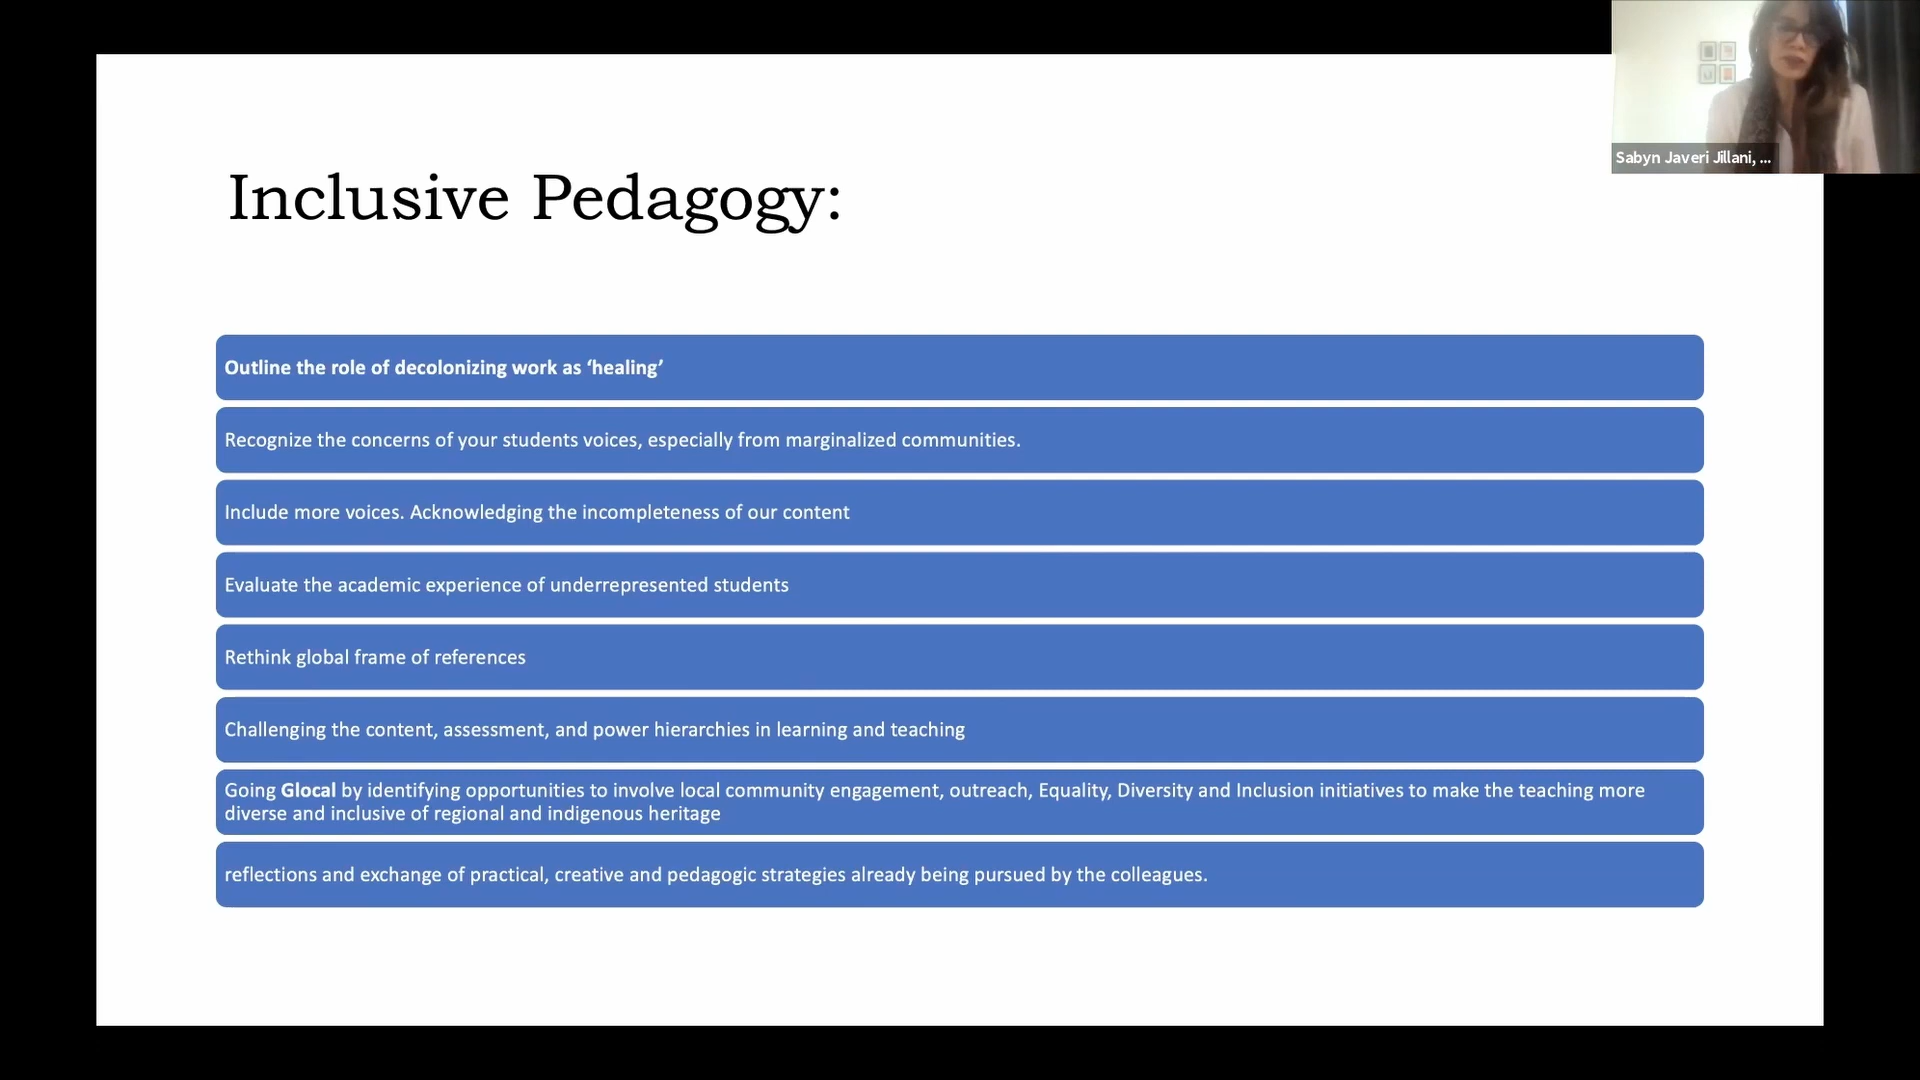 Sabyn Javeri Jillani, ...
Inclusive Pedagogy:
Outline the role of decolonizing work as ‘healing’
Recognize the concerns of your students voices, especially from marginalized communities.
Include more voices. Acknowledging the incompleteness of our content
Evaluate the academic experience of underrepresented students
Rethink global frame of references
Challenging the content, assessment, and power hierarchies in learning and teaching
Going Glocal by identifying opportunities to involve local community engagement, outreach, Equality, Diversity and Inclusion initiatives to make the teaching more
diverse and inclusive of regional and indigenous heritage
reflections and exchange of practical, creative and pedagogic strategies already being pursued by the colleagues.